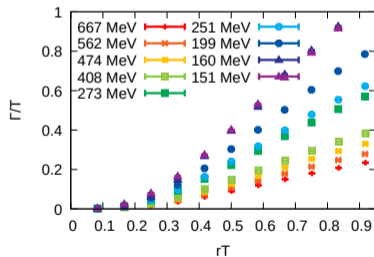 667 MeV
562 MeV
474 MeV
408 MeV
273 MeV
251 MeV
199 MeV
160 MeV
151 MeV
Γ/T
1
0.8
0.6
0.4
0.2
0
0 0.1 0.2 0.3 0.4 0.5 0.6 0.7 0.8 0.9
rT